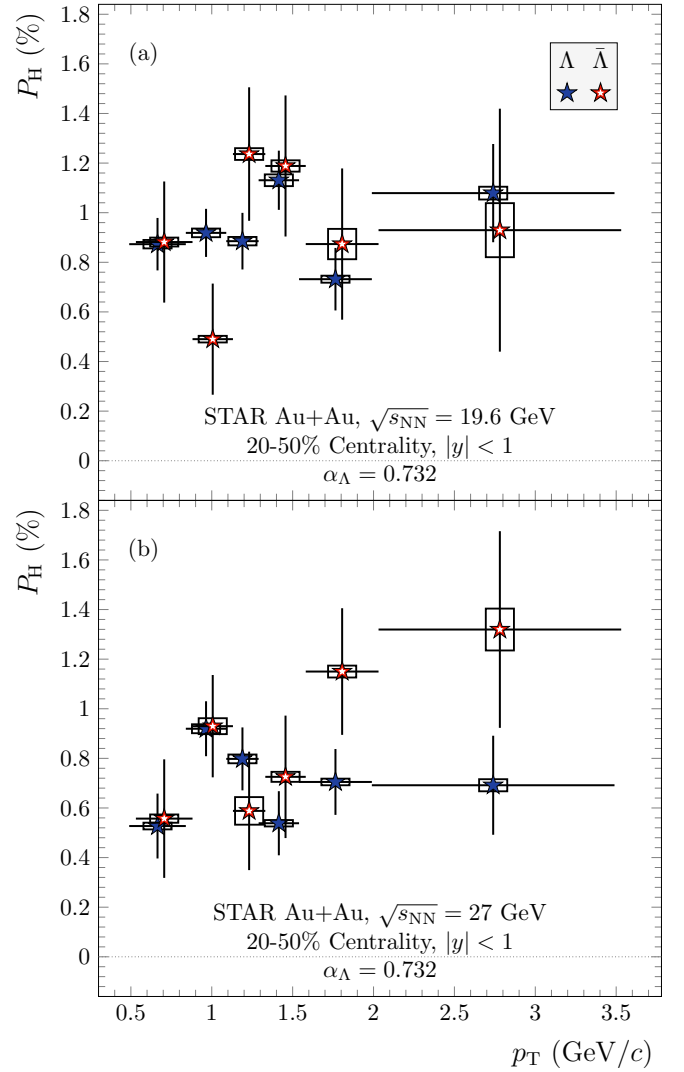 P_H (%)
1.8
(a)
Λ Λ̄
1.6
1.4
1.2
1
0.8
0.6
0.4
0.2
0
STAR Au+Au, √s_NN = 19.6 GeV
20-50% Centrality, |y| < 1
α_Λ = 0.732
P_H (%)
1.8
(b)
1.6
1.4
1.2
1
0.8
0.6
0.4
0.2
0
STAR Au+Au, √s_NN = 27 GeV
20-50% Centrality, |y| < 1
α_Λ = 0.732
0.5 1 1.5 2 2.5 3 3.5
p_T (GeV/c)